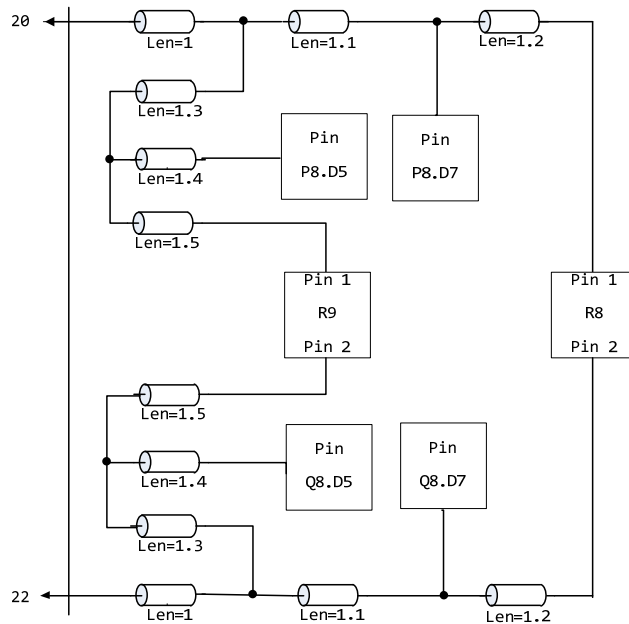 20
Len=1
Len=1.1
Len=1.2
Len=1.3
Len=1.4
Pin
P8.D5
Pin
P8.D7
Len=1.5
Pin 1
R9
Pin 2
Pin 1
R8
Pin 2
Len=1.5
Len=1.4
Pin
Q8.D5
Pin
Q8.D7
Len=1.3
22
Len=1
Len=1.1
Len=1.2